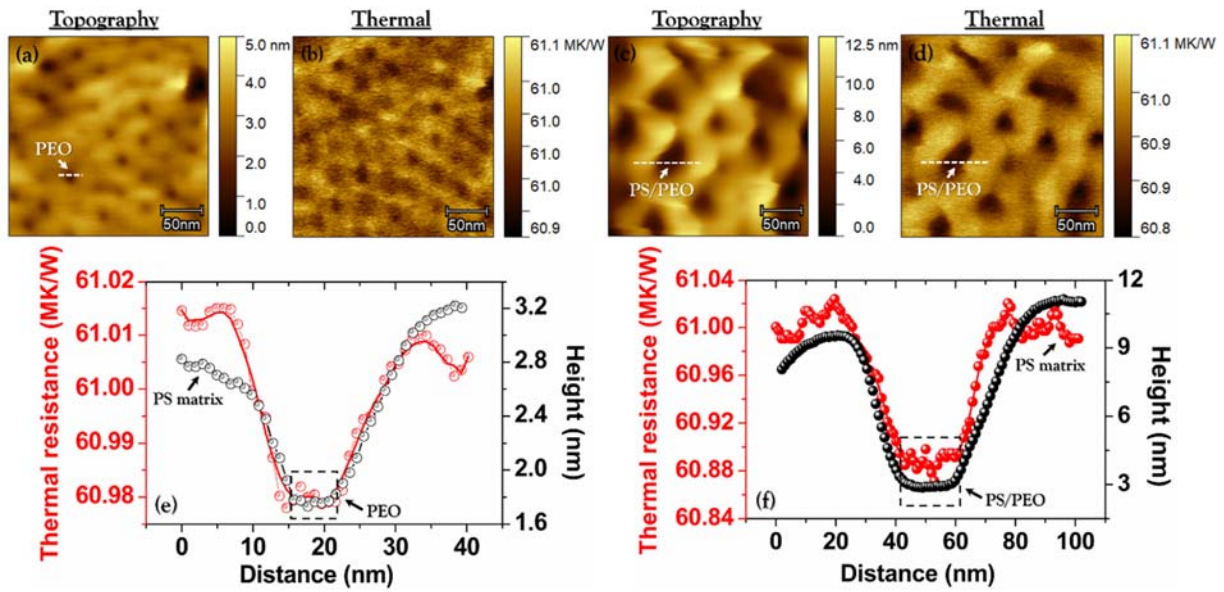 Topography
Thermal
Topography
Thermal
(a)
5.0 nm
4.0
3.0
2.0
1.0
0.0
PEO
50nm
(b)
61.1 MK/W
61.0
61.0
61.0
60.9
50nm
(c)
12.5 nm
10.0
8.0
6.0
4.0
0.0
PS/PEO
50nm
(d)
61.1 MK/W
61.0
60.9
60.9
60.8
PS/PEO
50nm
Thermal resistance (MK/W)
61.02
61.01
61.00
60.99
60.98
3.2
2.8
2.4
2.0
1.6
Height (nm)
PS matrix
PEO
(e)
0 10 20 30 40
Distance (nm)
Thermal resistance (MK/W)
61.04
61.00
60.96
60.92
60.88
60.84
12
9
6
3
Height (nm)
PS matrix
PS/PEO
(f)
0 20 40 60 80 100
Distance (nm)